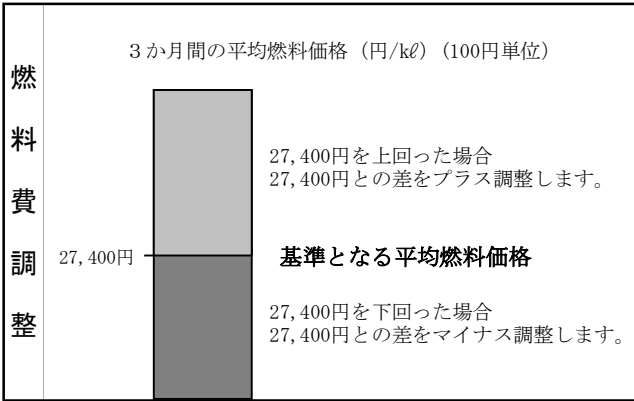 燃料費調整
3か月間の平均燃料価格（円/kℓ）（100円単位）
27,400円を上回った場合
27,400円との差をプラス調整します。
27,400円
基準となる平均燃料価格
27,400円を下回った場合
27,400円との差をマイナス調整します。